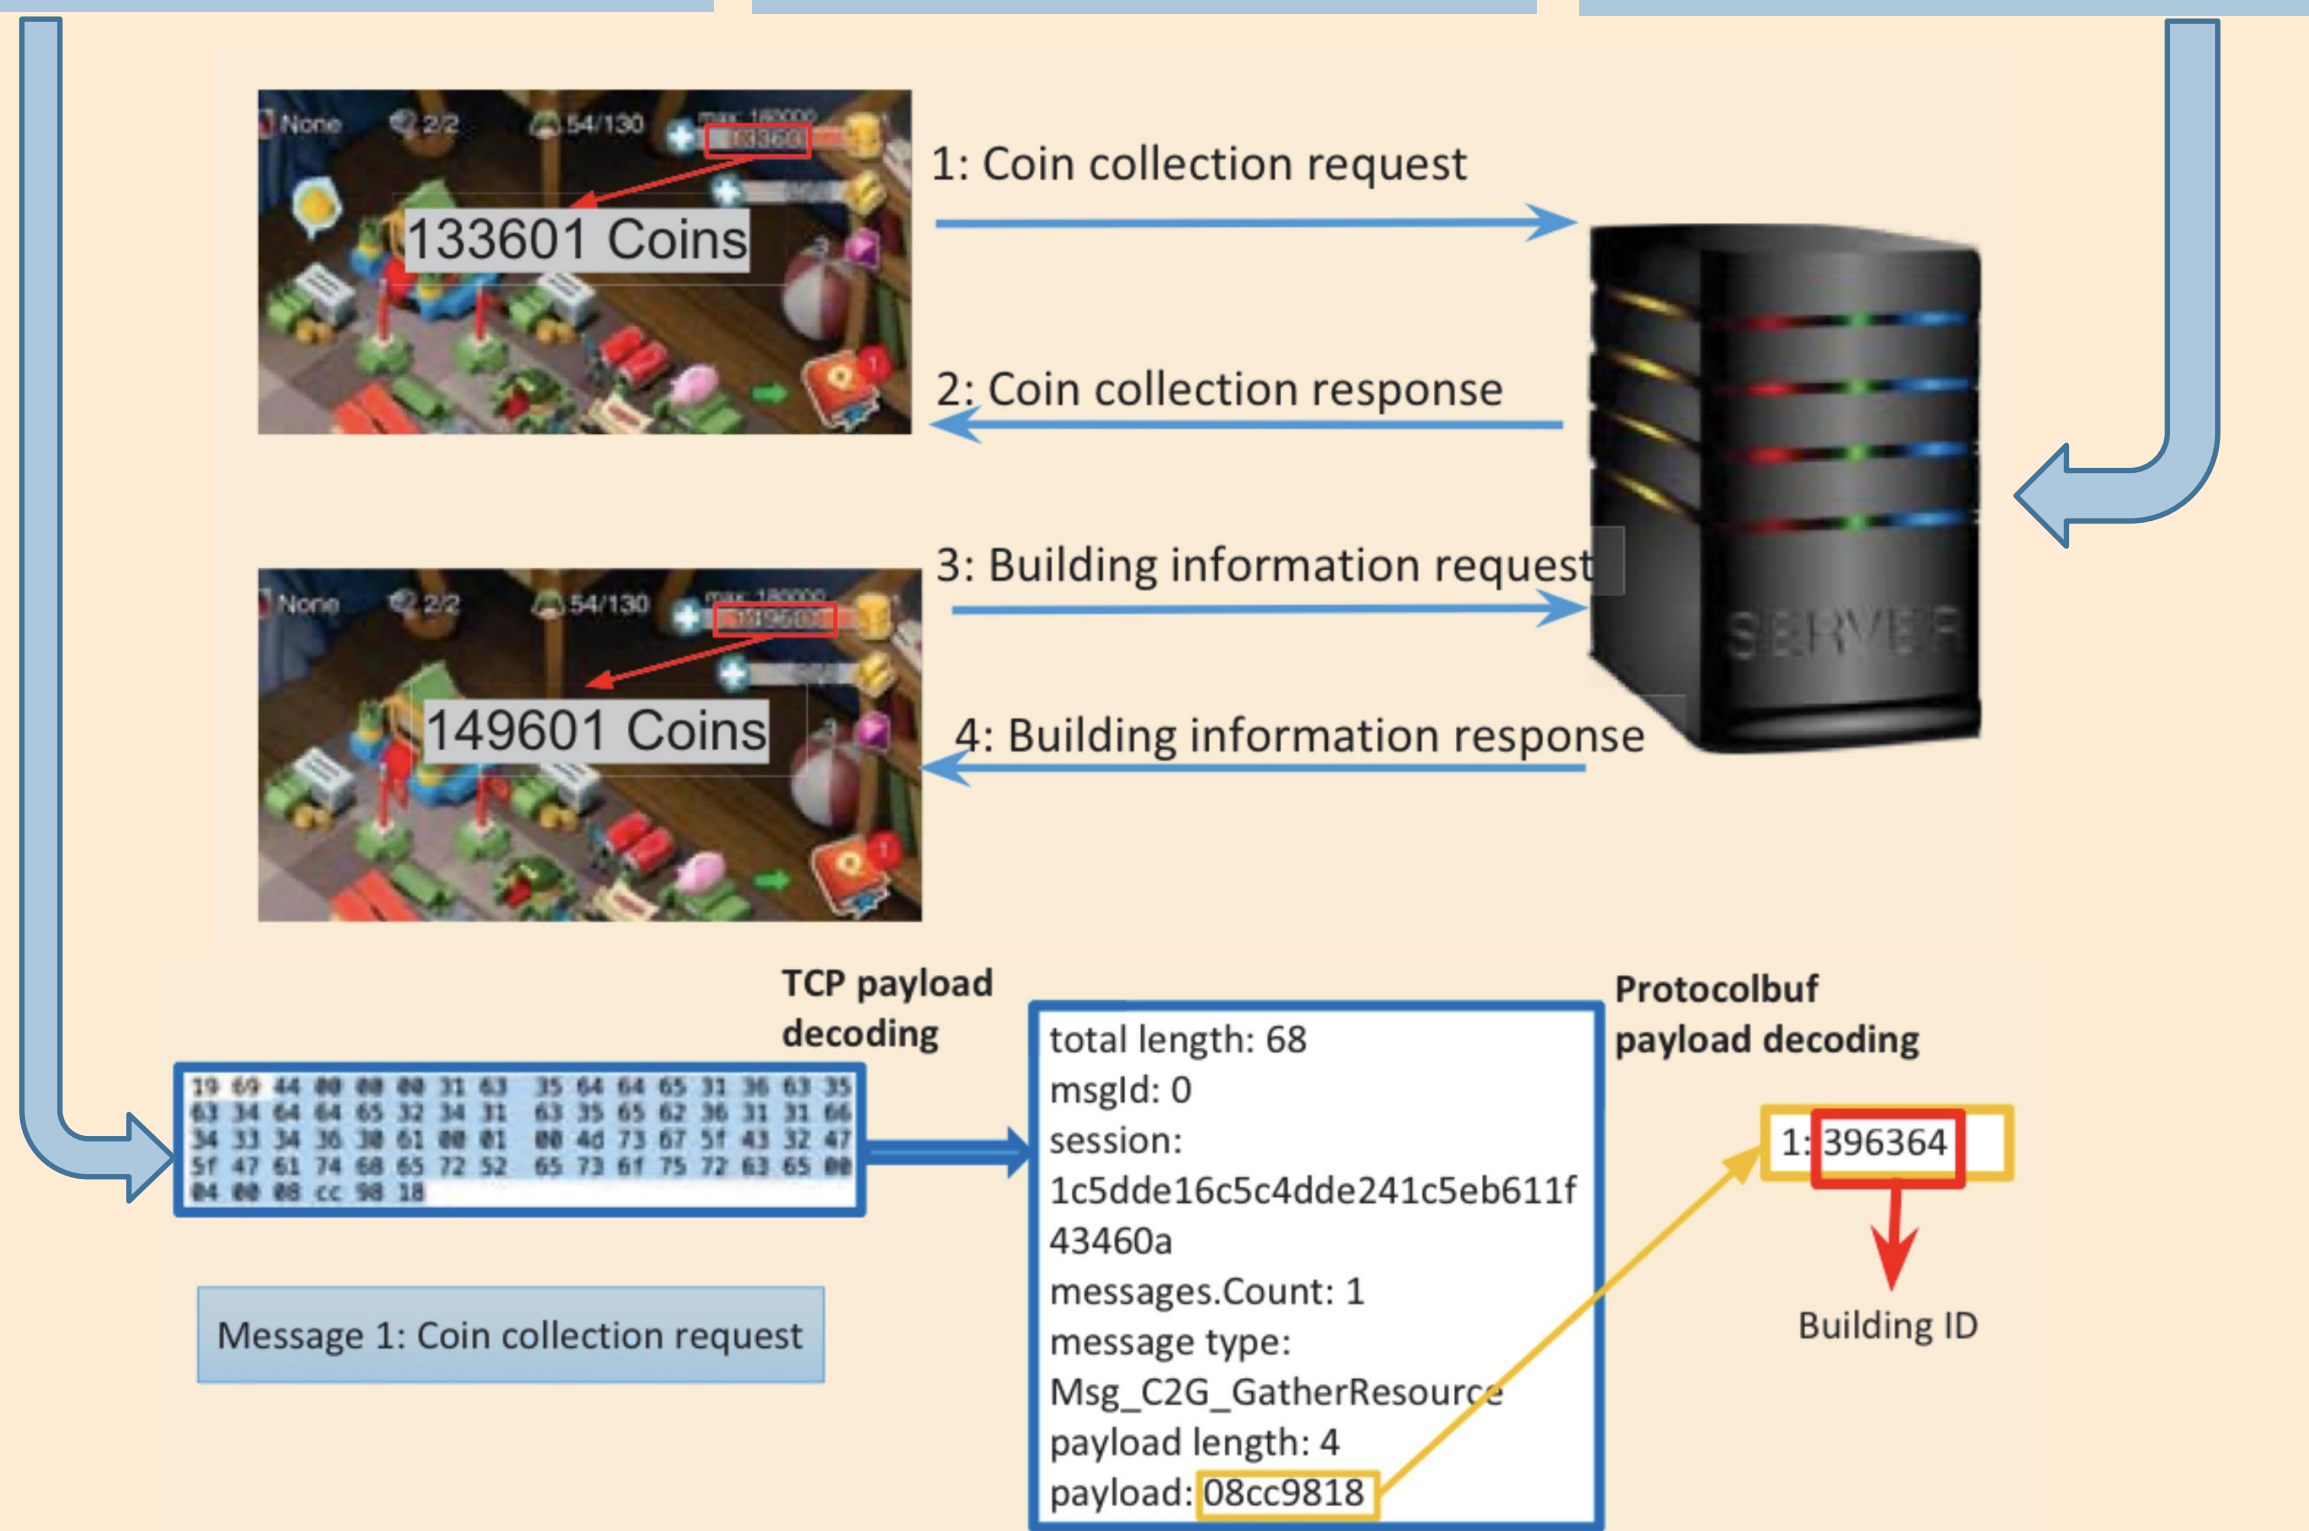 None
2/2
54/130
max: 180000
133601
133601 Coins
1: Coin collection request
2: Coin collection response
None
2/2
54/130
max: 180000
149601
149601 Coins
3: Building information request
4: Building information response
SERVER
TCP payload
decoding
19 69 44 00 00 00 31 63 35 64 64 65 31 36 63 35
63 34 64 64 65 32 34 31 63 35 65 62 36 31 31 66
34 33 34 36 30 61 00 01 00 4d 73 67 5f 43 32 47
5f 47 61 74 68 65 72 52 65 73 6f 75 72 63 65 00
04 00 08 cc 98 18
Message 1: Coin collection request
total length: 68
msgId: 0
session:
1c5dde16c5c4dde241c5eb611f
43460a
messages.Count: 1
message type:
Msg_C2G_GatherResource
payload length: 4
payload: 08cc9818
Protocolbuf
payload decoding
1: 396364
Building ID